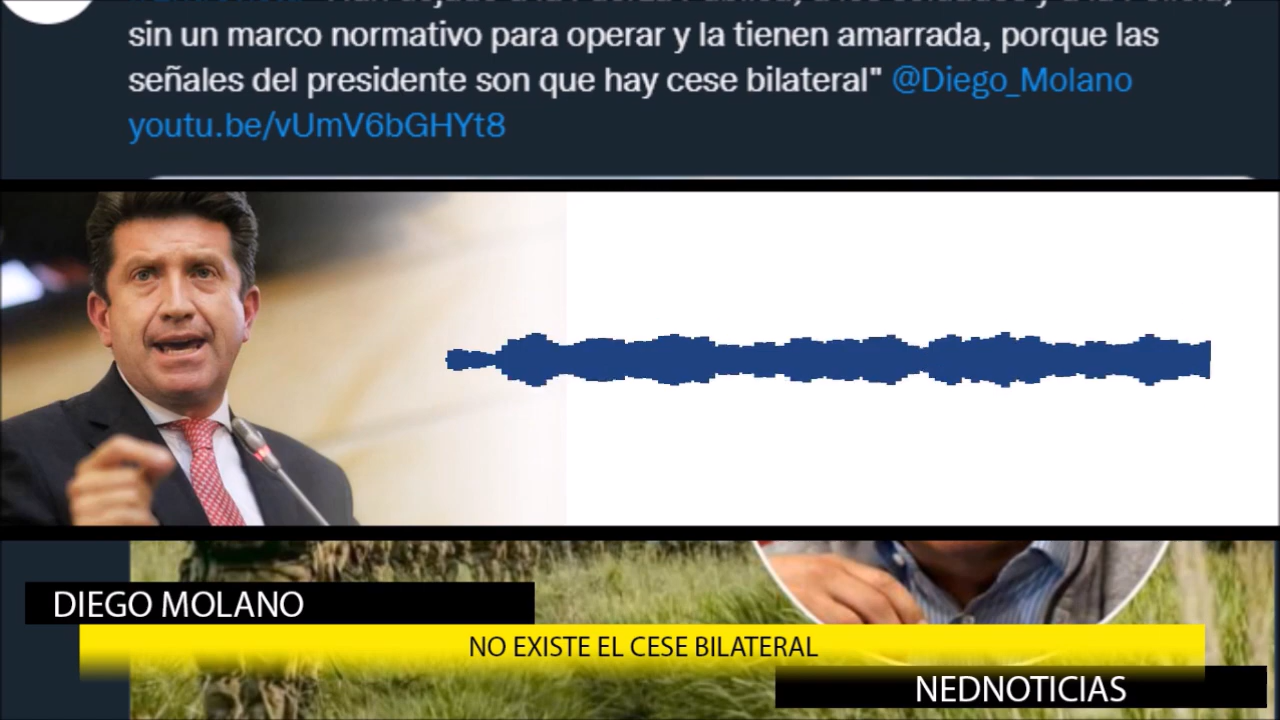 sin un marco normativo para operar y la tienen amarrada, porque las
señales del presidente son que hay cese bilateral" @Diego_Molano
youtu.be/vUmV6bGHYt8
DIEGO MOLANO
NO EXISTE EL CESE BILATERAL
NEDNOTICIAS